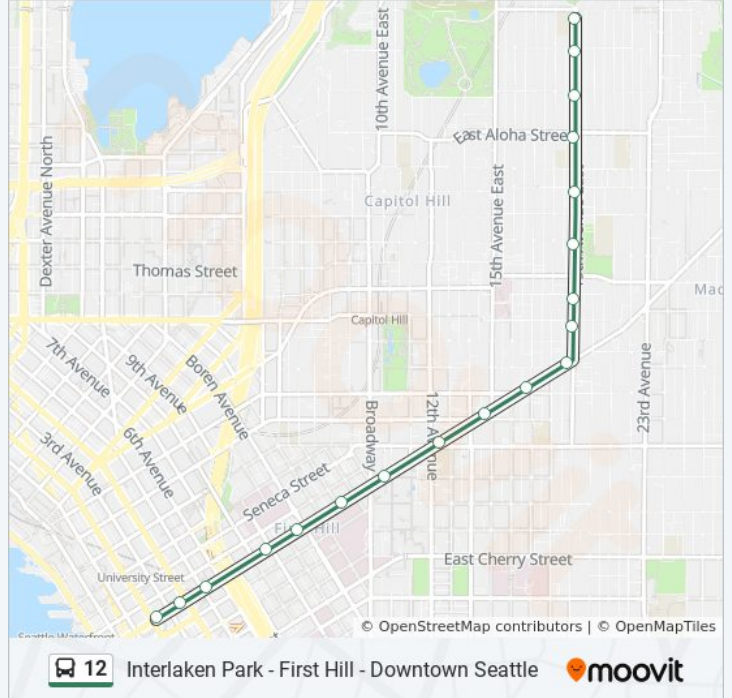 10th Avenue East
East Aloha Street
Dexter Avenue North
Capitol Hill
15th Avenue East
Thomas Street
Capitol Hill
7th Avenue
9th Avenue
Boren Avenue
23rd Avenue
12th Avenue
Broadway
3rd Avenue
6th Avenue
Seneca Street
First Hill
East Cherry Street
University Street
© OpenStreetMap contributors | © OpenMapTiles
Seattle Waterfront
12 Interlaken Park - First Hill - Downtown Seattle
moovit